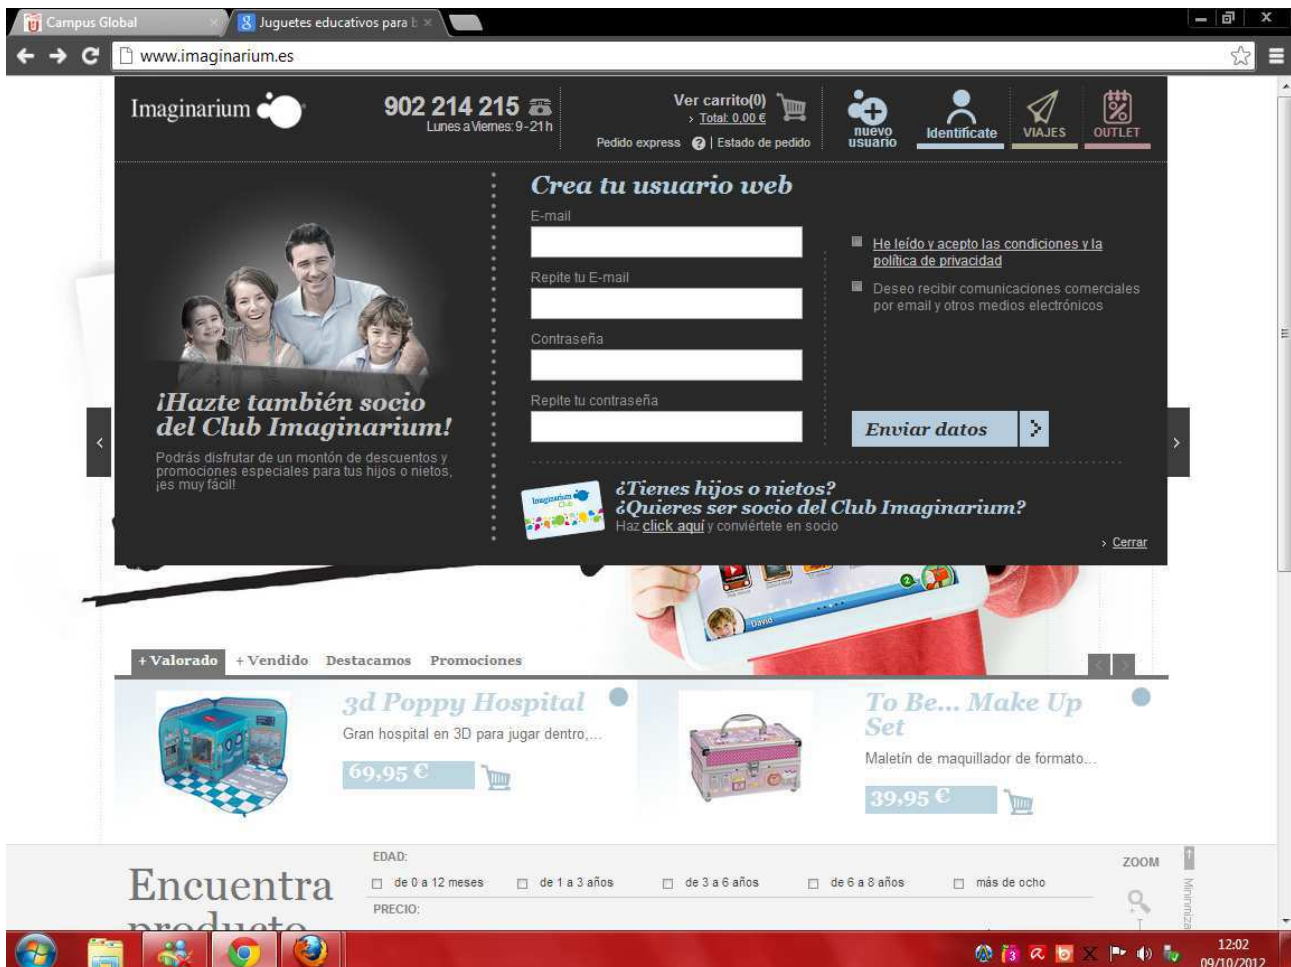 Campus Global
Juguetes educativos para b
www.imaginarium.es
Imaginarium
902 214 215
Lunes a Viernes: 9-21 h
Ver carrito(0)
› Total: 0,00 €
Pedido express ? | Estado de pedido
nuevo
usuario
Identifícate
VIAJES
OUTLET
Crea tu usuario web
E-mail
Repite tu E-mail
Contraseña
Repite tu contraseña
He leído y acepto las condiciones y la
política de privacidad
Deseo recibir comunicaciones comerciales
por email y otros medios electrónicos
Enviar datos
¡Hazte también socio
del Club Imaginarium!
Podrás disfrutar de un montón de descuentos y
promociones especiales para tus hijos o nietos,
¡es muy fácil!
Imaginarium
Club
¿Tienes hijos o nietos?
¿Quieres ser socio del Club Imaginarium?
Haz click aquí y conviértete en socio
› Cerrar
2
David
+ Valorado + Vendido Destacamos Promociones
3d Poppy Hospital
Gran hospital en 3D para jugar dentro,...
69,95 €
To Be... Make Up
Set
Maletín de maquillador de formato...
39,95 €
Encuentra
producto
EDAD:
de 0 a 12 meses de 1 a 3 años de 3 a 6 años de 6 a 8 años más de ocho
PRECIO:
ZOOM
Minimiza
12:02
09/10/2012